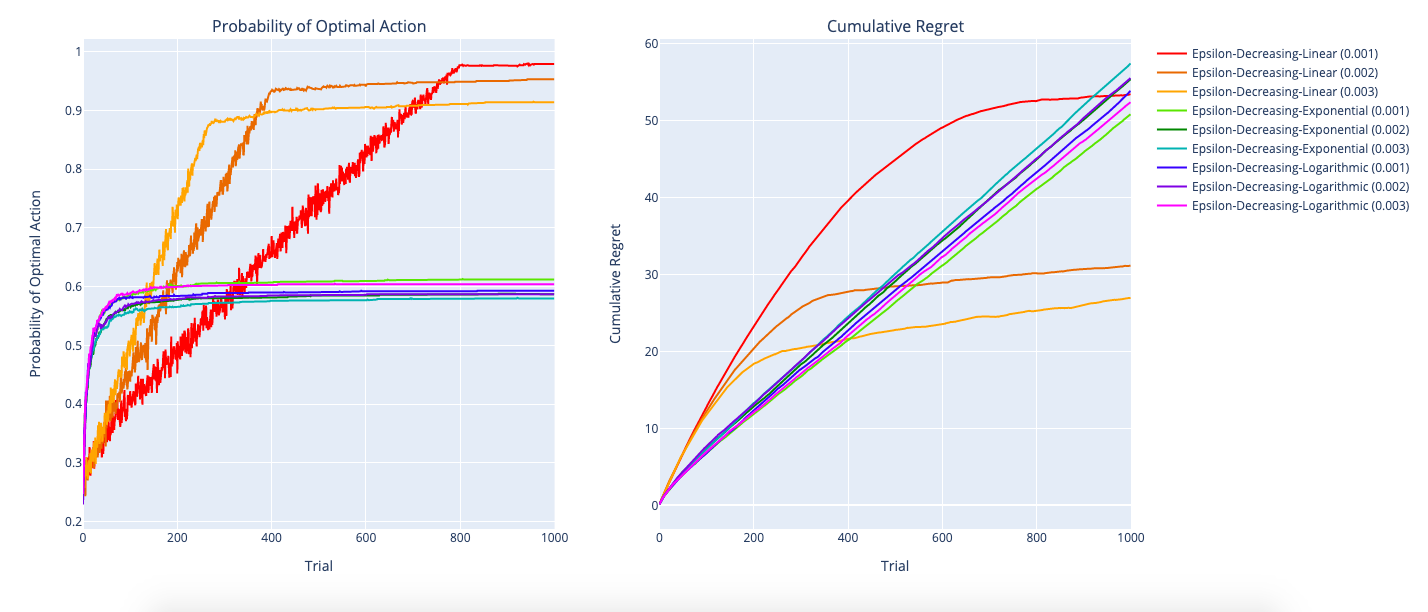 Probability of Optimal Action
Cumulative Regret
1
0.9
0.8
0.7
0.6
0.5
0.4
0.3
0.2
0
200
400
600
800
1000
Trial
Probability of Optimal Action
60
50
40
30
20
10
0
0
200
400
600
800
1000
Trial
Cumulative Regret
Epsilon-Decreasing-Linear (0.001)
Epsilon-Decreasing-Linear (0.002)
Epsilon-Decreasing-Linear (0.003)
Epsilon-Decreasing-Exponential (0.001)
Epsilon-Decreasing-Exponential (0.002)
Epsilon-Decreasing-Exponential (0.003)
Epsilon-Decreasing-Logarithmic (0.001)
Epsilon-Decreasing-Logarithmic (0.002)
Epsilon-Decreasing-Logarithmic (0.003)